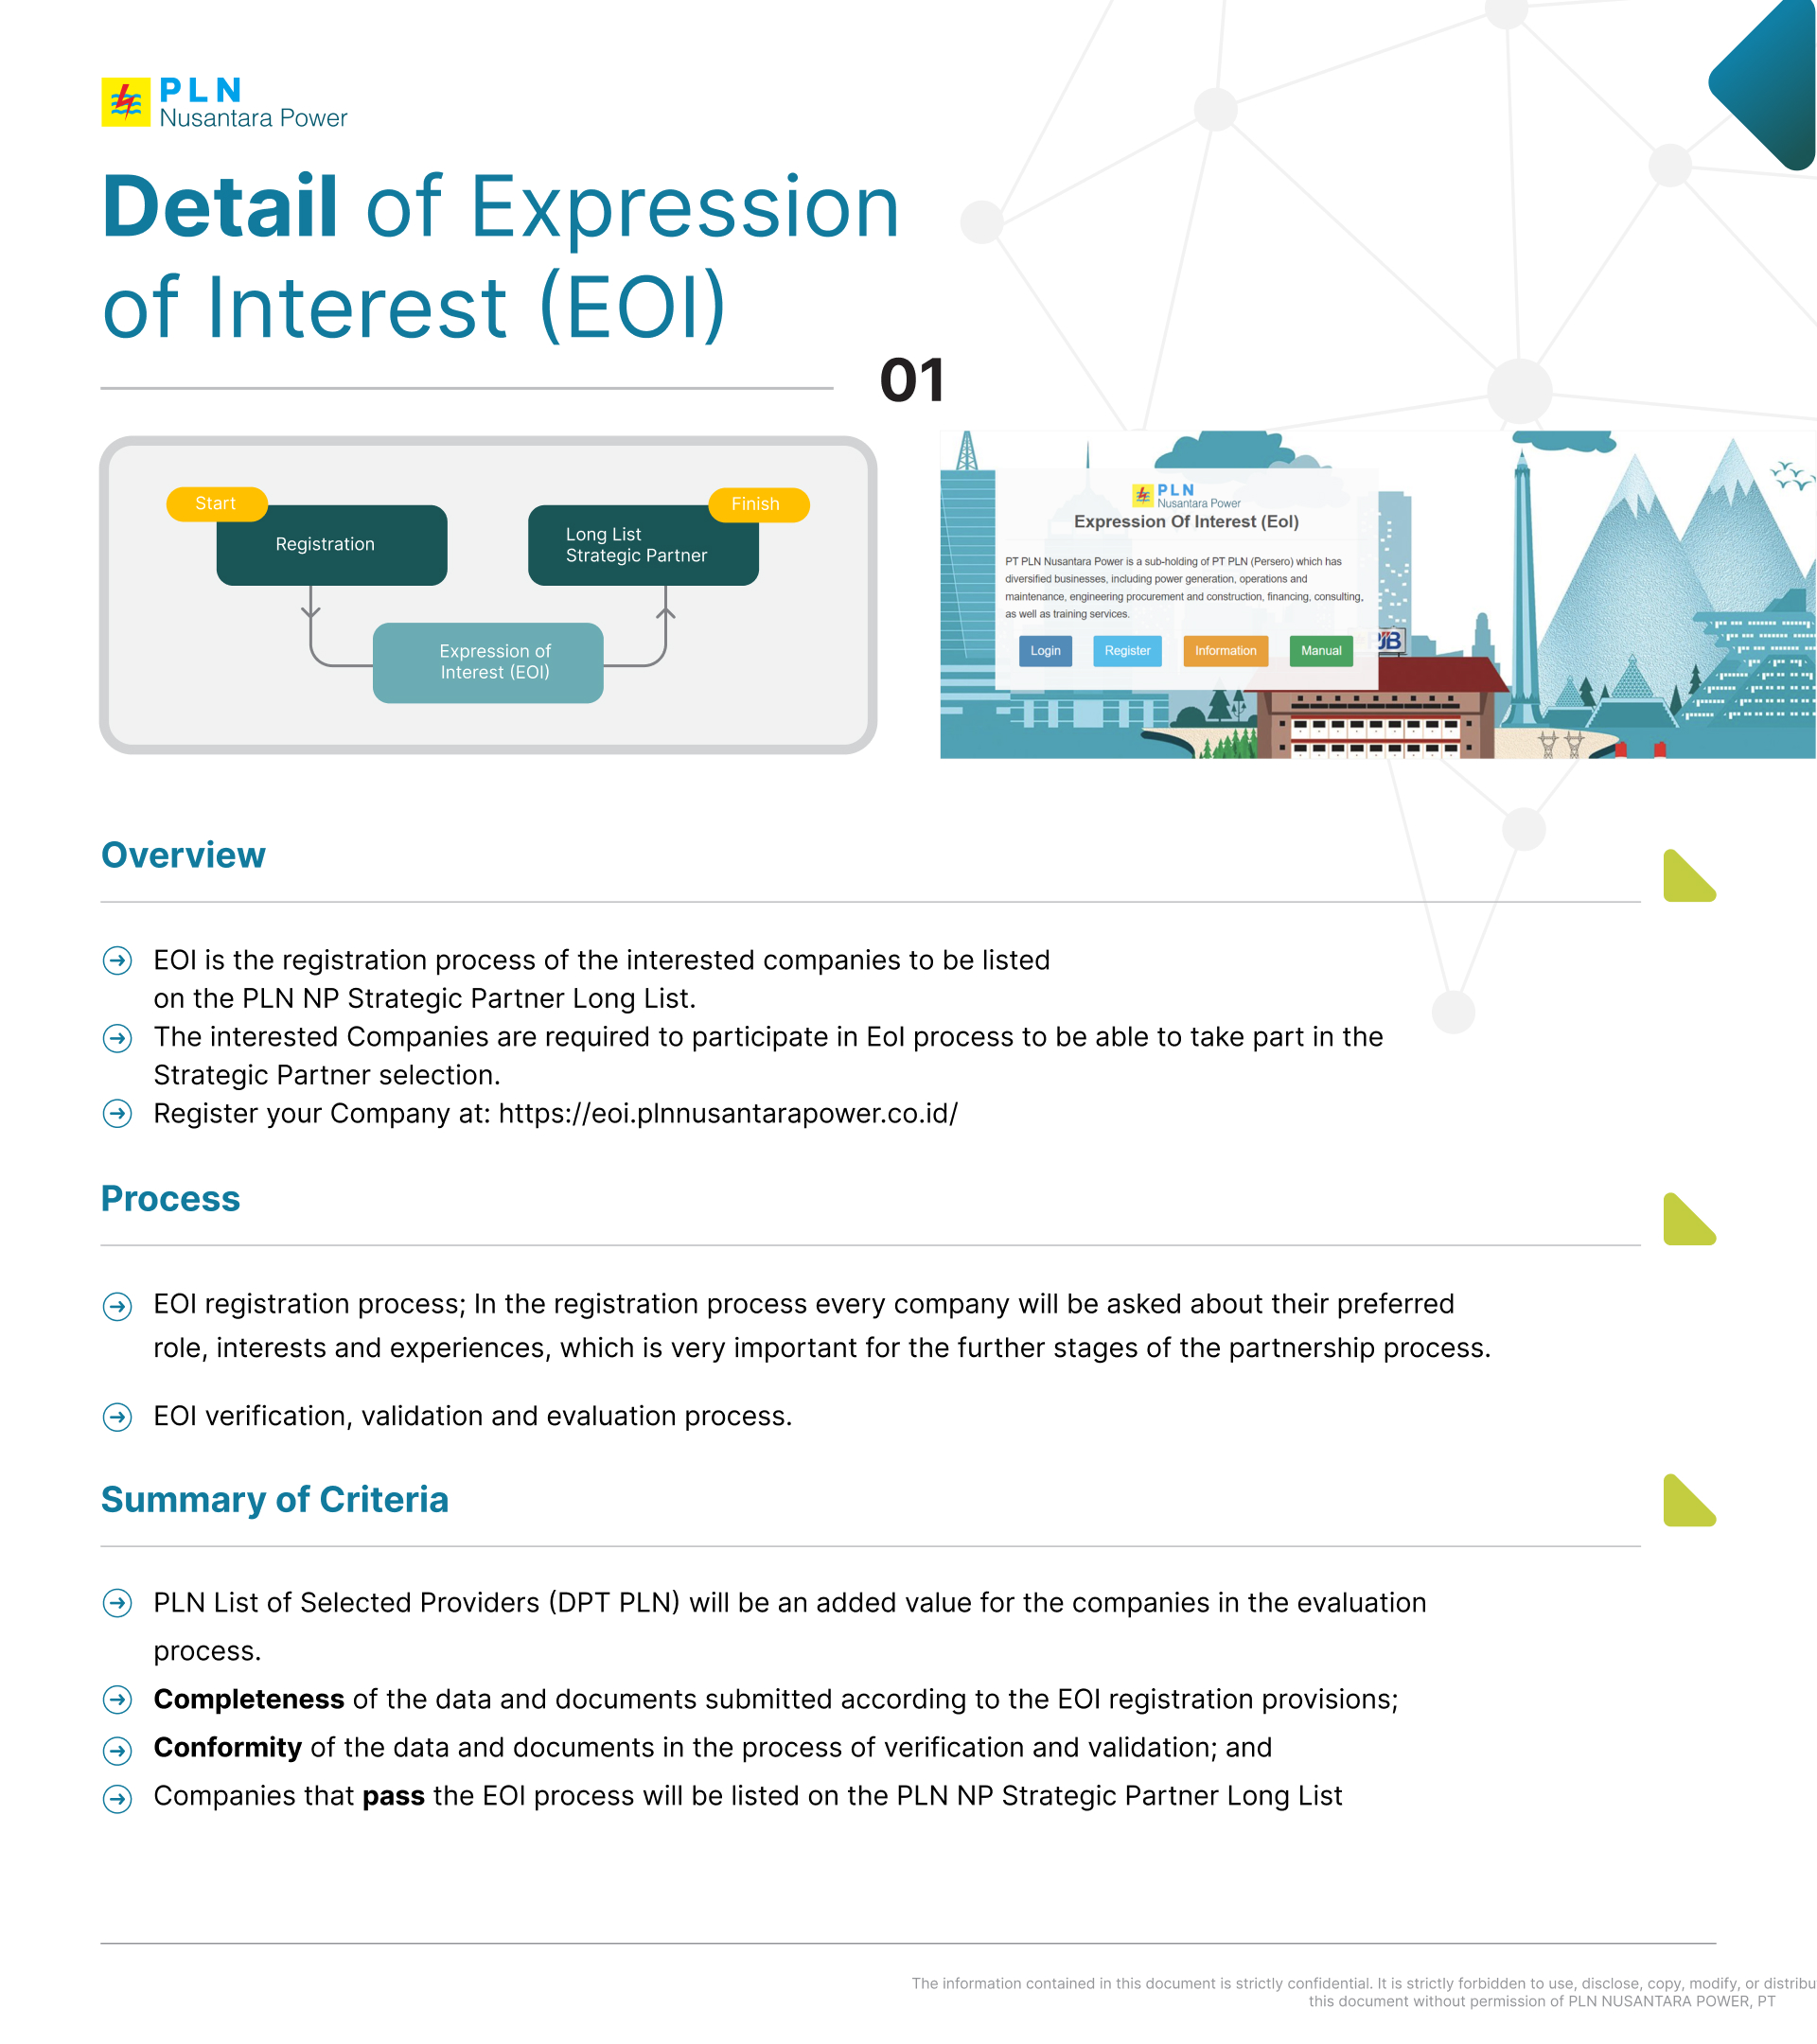 PLN
Nusantara Power
Detail of Expression
of Interest (EOI)
01
Start
Registration
Finish
Long List
Strategic Partner
Expression of
Interest (EOI)
PLN
Nusantara Power
Expression Of Interest (EoI)
PT PLN Nusantara Power is a sub-holding of PT PLN (Persero) which has
diversified businesses, including power generation, operations and
maintenance, engineering procurement and construction, financing, consulting,
as well as training services.
Login
Register
Information
Manual
PJB
Overview
EOI is the registration process of the interested companies to be listed
on the PLN NP Strategic Partner Long List.
The interested Companies are required to participate in EoI process to be able to take part in the
Strategic Partner selection.
Register your Company at: https://eoi.plnnusantarapower.co.id/
Process
EOI registration process; In the registration process every company will be asked about their preferred
role, interests and experiences, which is very important for the further stages of the partnership process.
EOI verification, validation and evaluation process.
Summary of Criteria
PLN List of Selected Providers (DPT PLN) will be an added value for the companies in the evaluation
process.
Completeness of the data and documents submitted according to the EOI registration provisions;
Conformity of the data and documents in the process of verification and validation; and
Companies that pass the EOI process will be listed on the PLN NP Strategic Partner Long List
The information contained in this document is strictly confidential. It is strictly forbidden to use, disclose, copy, modify, or distribu
this document without permission of PLN NUSANTARA POWER, PT